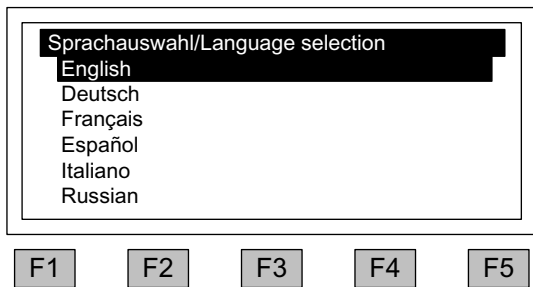 Sprachauswahl/Language selection
English
Deutsch
Français
Español
Italiano
Russian
F1 F2 F3 F4 F5